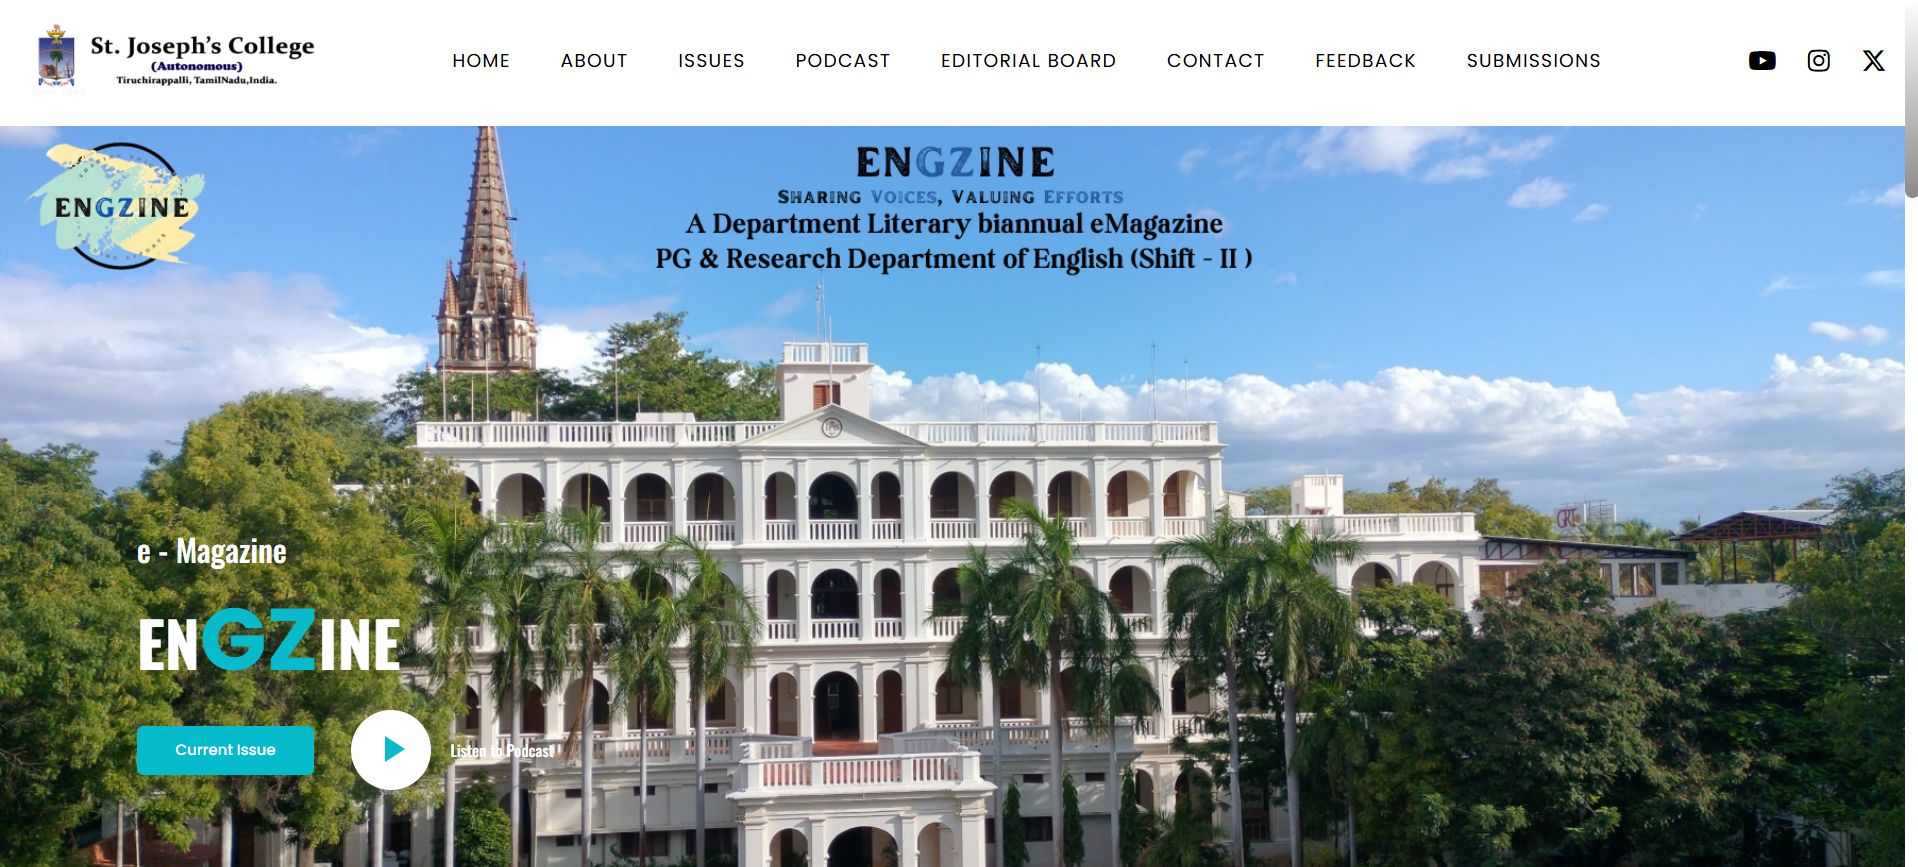 St. Joseph's College
(Autonomous)
Tiruchirappalli, TamilNadu,India.
HOME
ABOUT
ISSUES
PODCAST
EDITORIAL BOARD
CONTACT
FEEDBACK
SUBMISSIONS
ENGZINE
ENGZINE
Sharing Voices, Valuing Efforts
A Department Literary biannual eMagazine
PG & Research Department of English (Shift - II )
GRT
e - Magazine
ENGZINE
Current Issue
Listen to Podcast